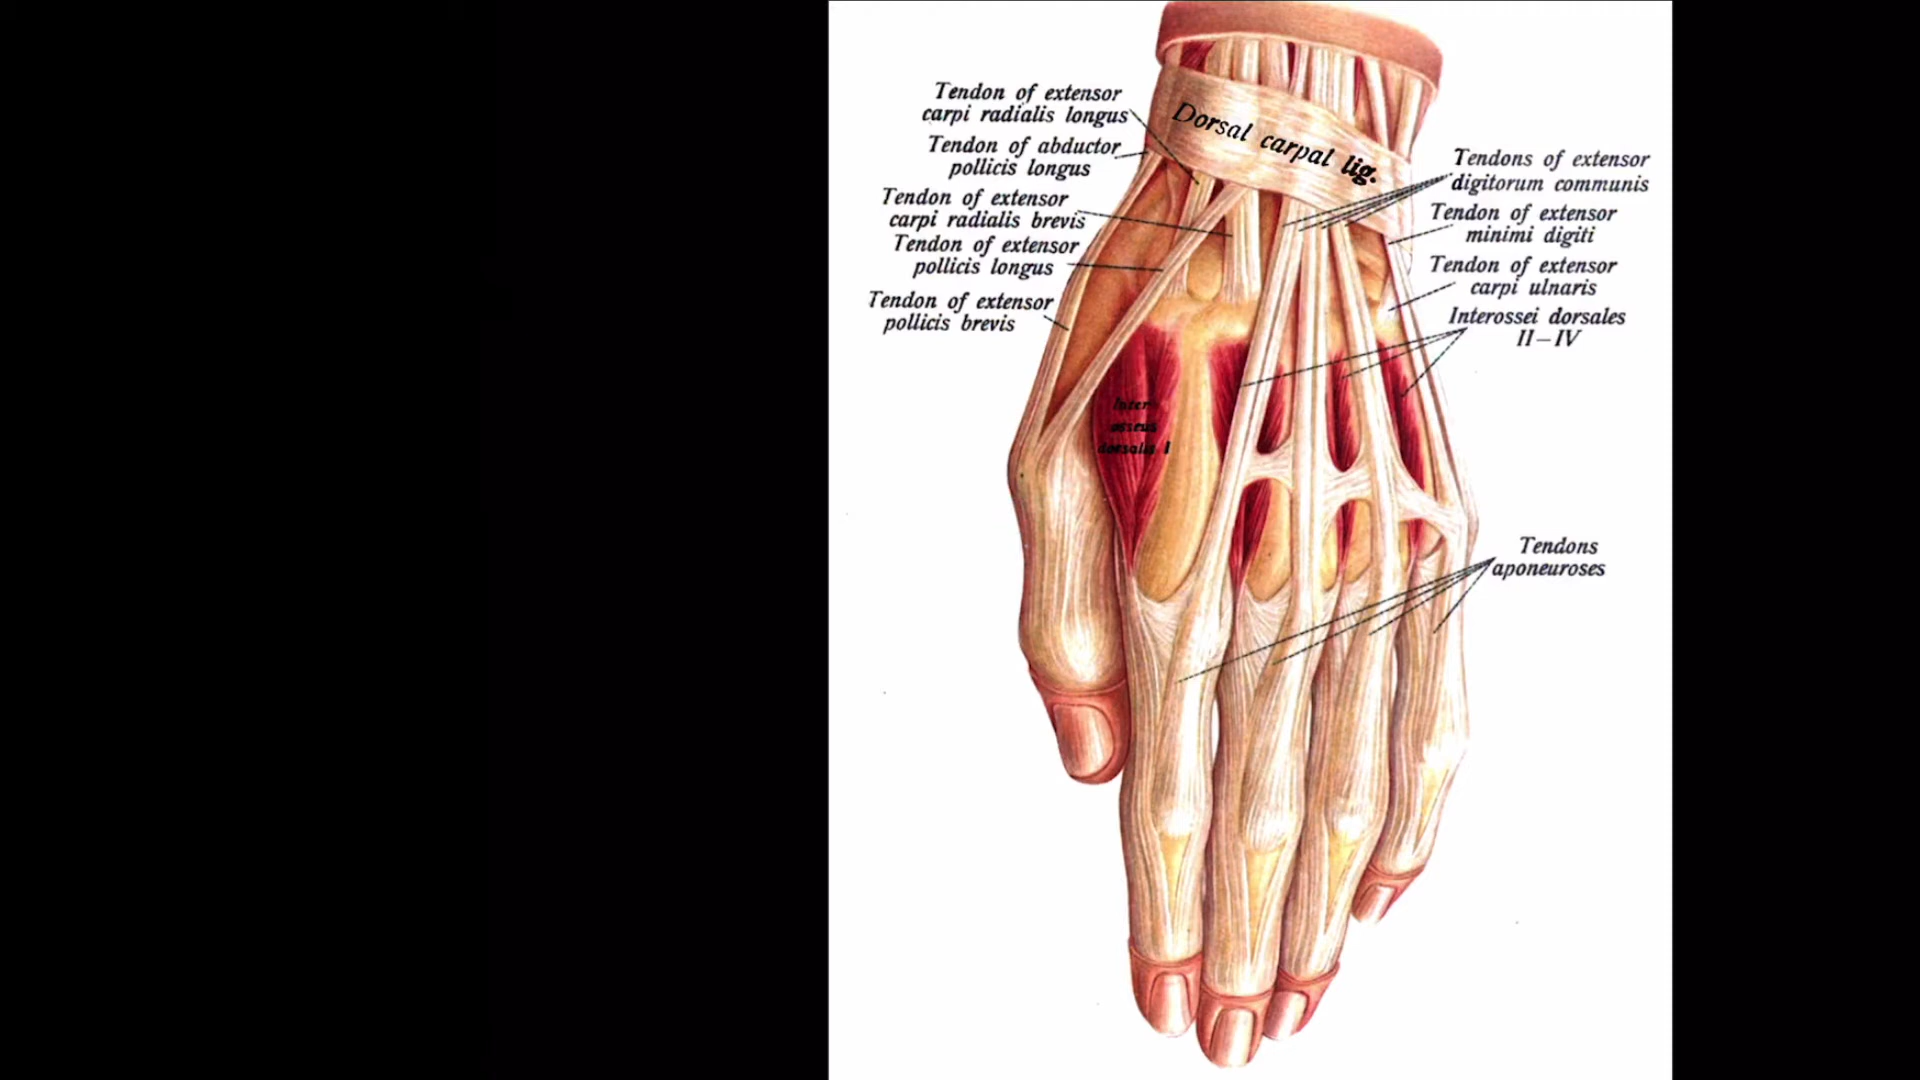 Tendon of extensor
carpi radialis longus
Tendon of abductor
pollicis longus
Tendon of extensor
carpi radialis brevis
Tendon of extensor
pollicis longus
Tendon of extensor
pollicis brevis
Dorsal carpal lig.
Inter
osseus
dorsalis I
Tendons of extensor
digitorum communis
Tendon of extensor
minimi digiti
Tendon of extensor
carpi ulnaris
Interossei dorsales
II–IV
Tendons
aponeuroses